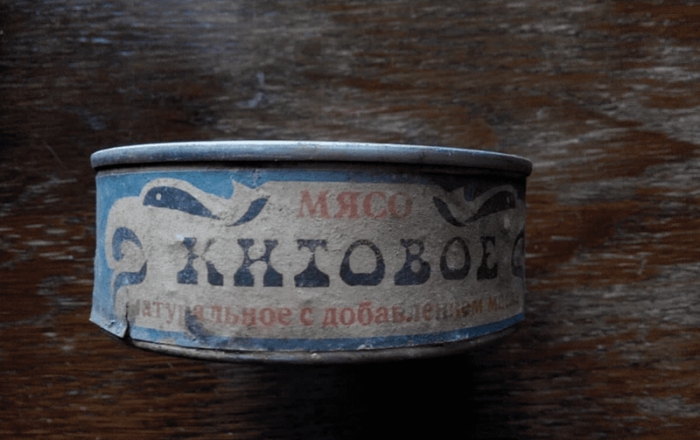 МЯСО
КИТОВОЕ
натуральное с добавлением